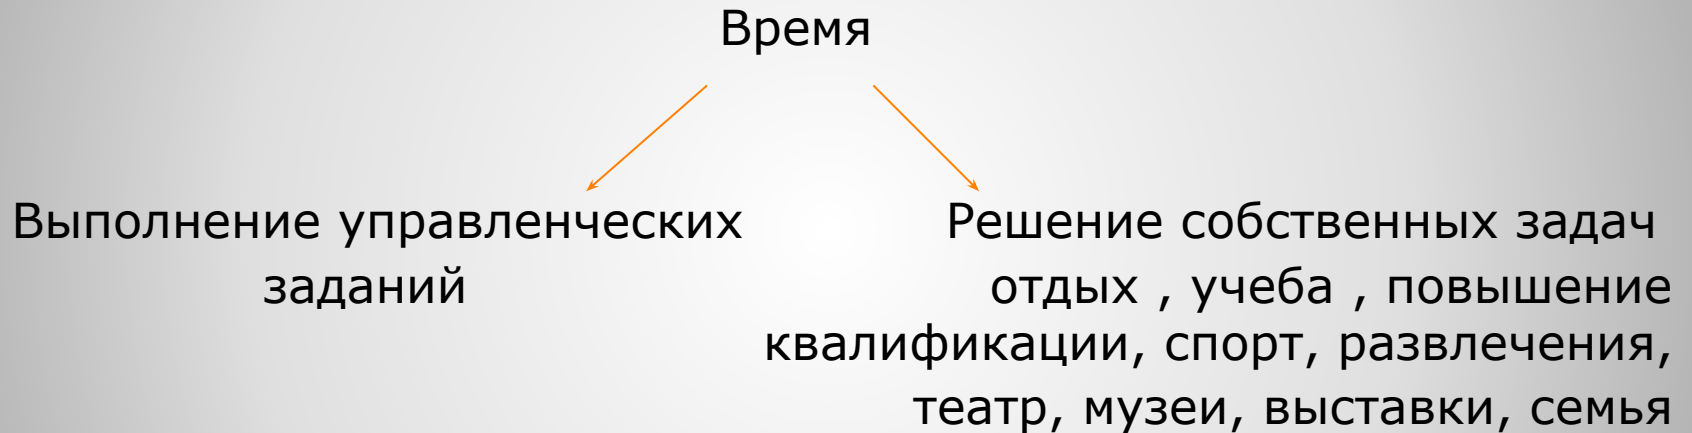 Время
Выполнение управленческих
заданий
Решение собственных задач
отдых , учеба , повышение
квалификации, спорт, развлечения,
театр, музеи, выставки, семья